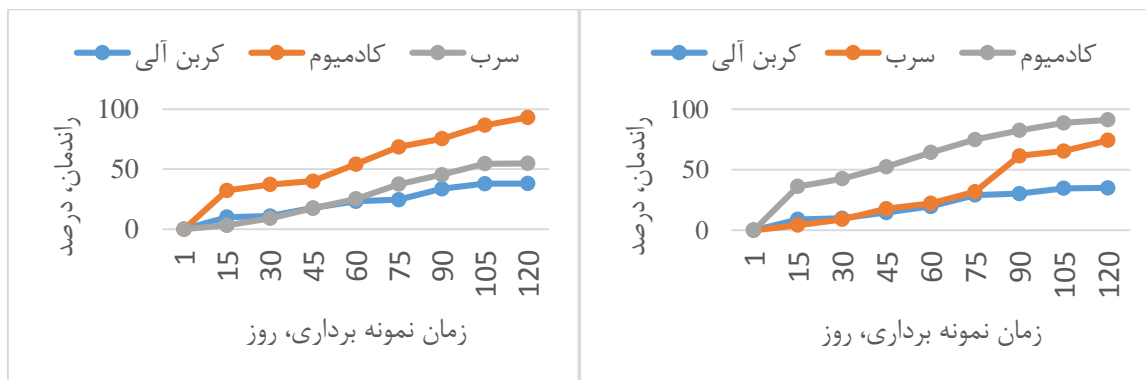 کربن آلی کادمیوم سرب
راندمان، درصد
100
50
0
1 15 30 45 60 75 90 105 120
زمان نمونه برداری، روز
کربن آلی سرب کادمیوم
راندمان، درصد
100
50
0
1 15 30 45 60 75 90 105 120
زمان نمونه برداری، روز